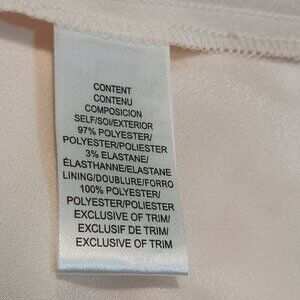 CONTENT
CONTENU
COMPOSICION
SELF/SOI/EXTERIOR
97% POLYESTER/
POLYESTER/POLIESTER
3% ELASTANE/
ÉLASTHANNE/ELASTANE
LINING/DOUBLURE/FORRO
100% POLYESTER/
POLYESTER/POLIESTER
EXCLUSIVE OF TRIM/
EXCLUSIF DE TRIM/
EXCLUSIVE OF TRIM